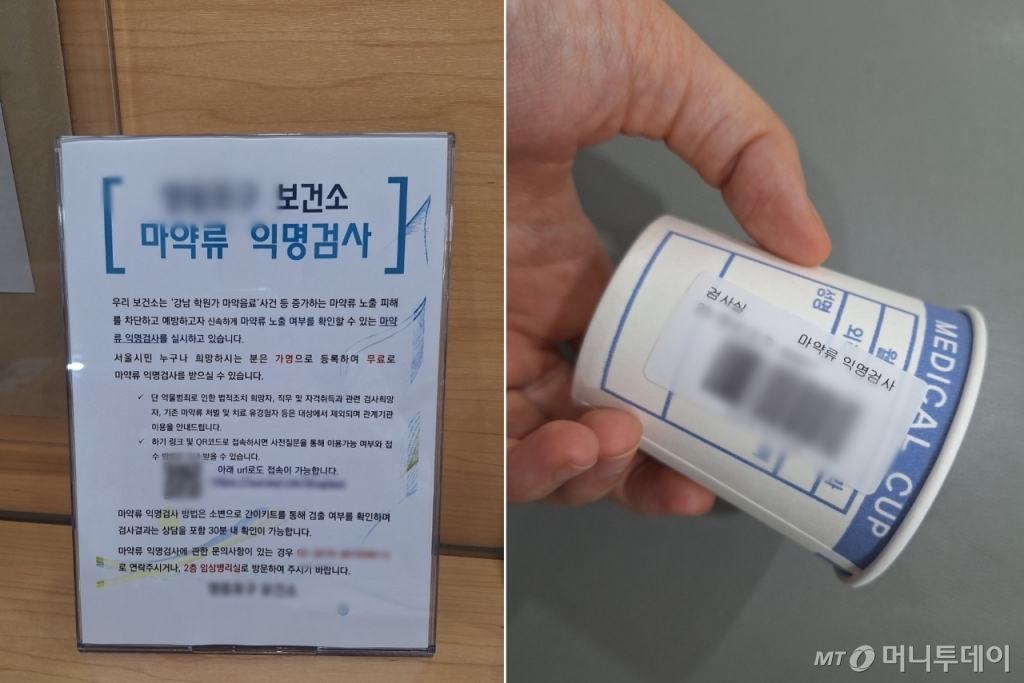 보건소
마약류 익명검사
우리 보건소는 '강남 학원가 마약음료'사건 등 증가하는 마약류 노출 피해
를 차단하고 예방하고자 신속하게 마약류 노출 여부를 확인할 수 있는 마약
류 익명검사를 실시하고 있습니다.
서울시민 누구나 희망하시는 분은 가명으로 등록하여 무료로
마약류 익명검사를 받으실 수 있습니다.
✓ 단 약물범죄로 인한 법적조치 희망자, 직무 및 자격취득과 관련 검사희망
자, 기존 마약류 처벌 및 치료 유경험자 등은 대상에서 제외되며 관계기관
이용을 안내드립니다.
✓ 하기 링크 및 QR코드로 접속하시면 사전질문을 통해 이용가능 여부와 접
수 받으실 수 있습니다.
아래 url로도 접속이 가능합니다.
마약류 익명검사 방법은 소변으로 간이키트를 통해 검출 여부를 확인하며
검사결과는 상담을 포함 30분 내 확인이 가능합니다.
마약류 익명검사에 관한 문의사항이 있는 경우
로 연락주시거나, 2층 임상병리실로 방문하여 주시기 바랍니다.
보건소
검사실
마약류 익명검사
성명
월
MEDICAL CUP
MT 머니투데이